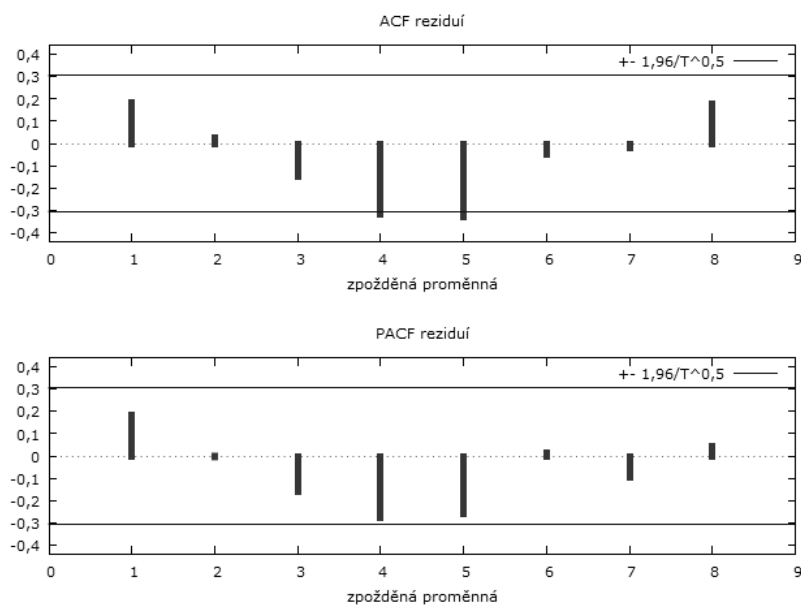 ACF reziduí
+- 1,96/T^0,5
0,4
0,3
0,2
0,1
0
-0,1
-0,2
-0,3
-0,4
0 1 2 3 4 5 6 7 8 9
zpožděná proměnná
PACF reziduí
+- 1,96/T^0,5
0,4
0,3
0,2
0,1
0
-0,1
-0,2
-0,3
-0,4
0 1 2 3 4 5 6 7 8 9
zpožděná proměnná